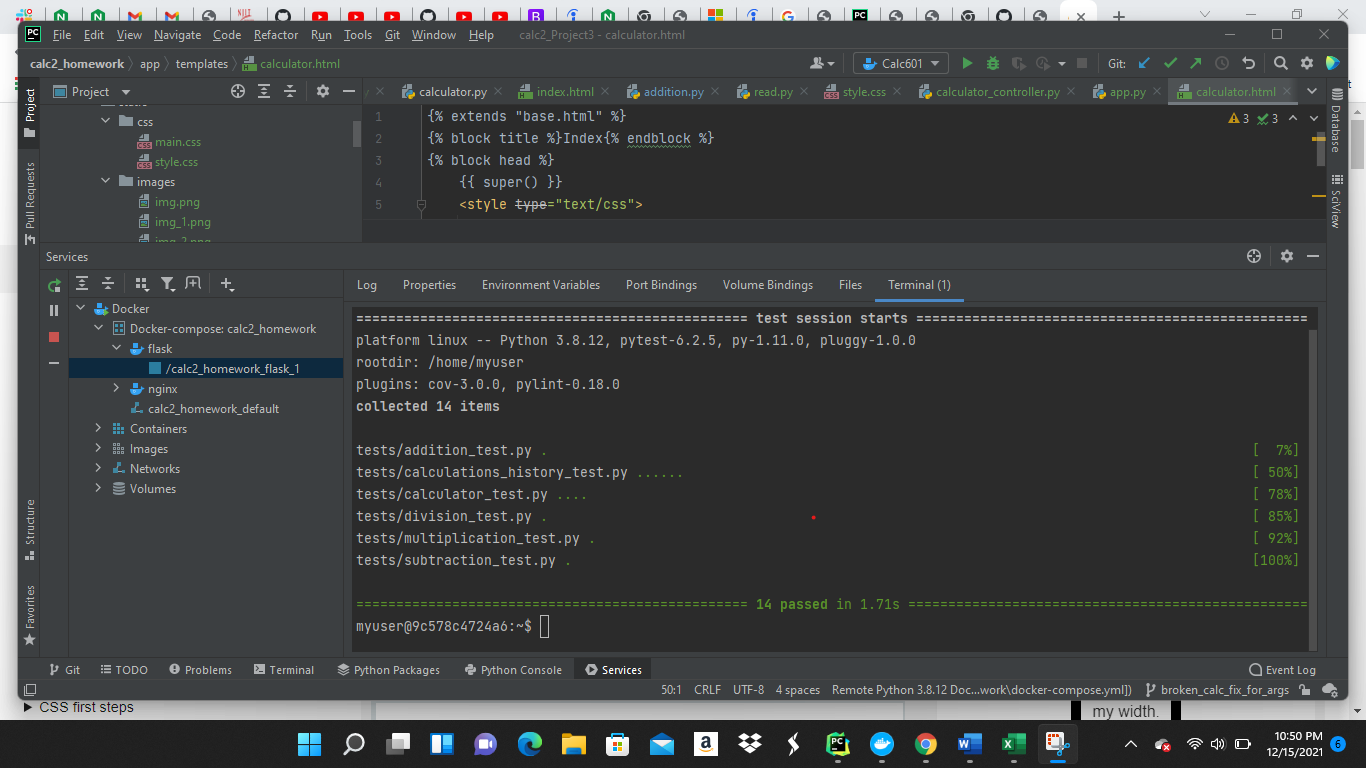 File Edit View Navigate Code Refactor Run Tools Git Window Help calc2_Project3 - calculator.html
calc2_homework app templates calculator.html Calc601 Git:
Project calculator.py index.html addition.py read.py style.css calculator_controller.py app.py calculator.html
css
main.css
style.css
images
img.png
img_1.png
1 {% extends "base.html" %}
2 {% block title %}Index{% endblock %}
3 {% block head %}
4 {{ super() }}
5 <style type="text/css">
3 3
Project
Pull Requests
Structure
Favorites
Database
SciView
Services
Log Properties Environment Variables Port Bindings Volume Bindings Files Terminal (1)
Docker
Docker-compose: calc2_homework
flask
/calc2_homework_flask_1
nginx
calc2_homework_default
Containers
Images
Networks
Volumes
================================================= test session starts =================================================
platform linux -- Python 3.8.12, pytest-6.2.5, py-1.11.0, pluggy-1.0.0
rootdir: /home/myuser
plugins: cov-3.0.0, pylint-0.18.0
collected 14 items
tests/addition_test.py . [  7%]
tests/calculations_history_test.py ...... [ 50%]
tests/calculator_test.py .... [ 78%]
tests/division_test.py . [ 85%]
tests/multiplication_test.py . [ 92%]
tests/subtraction_test.py . [100%]
================================================= 14 passed in 1.71s ==================================================
myuser@9c578c4724a6:~$
Git TODO Problems Terminal Python Packages Python Console Services Event Log
50:1 CRLF UTF-8 4 spaces Remote Python 3.8.12 Doc...work\docker-compose.yml]) broken_calc_fix_for_args
CSS first steps
my width.
10:50 PM
12/15/2021
6